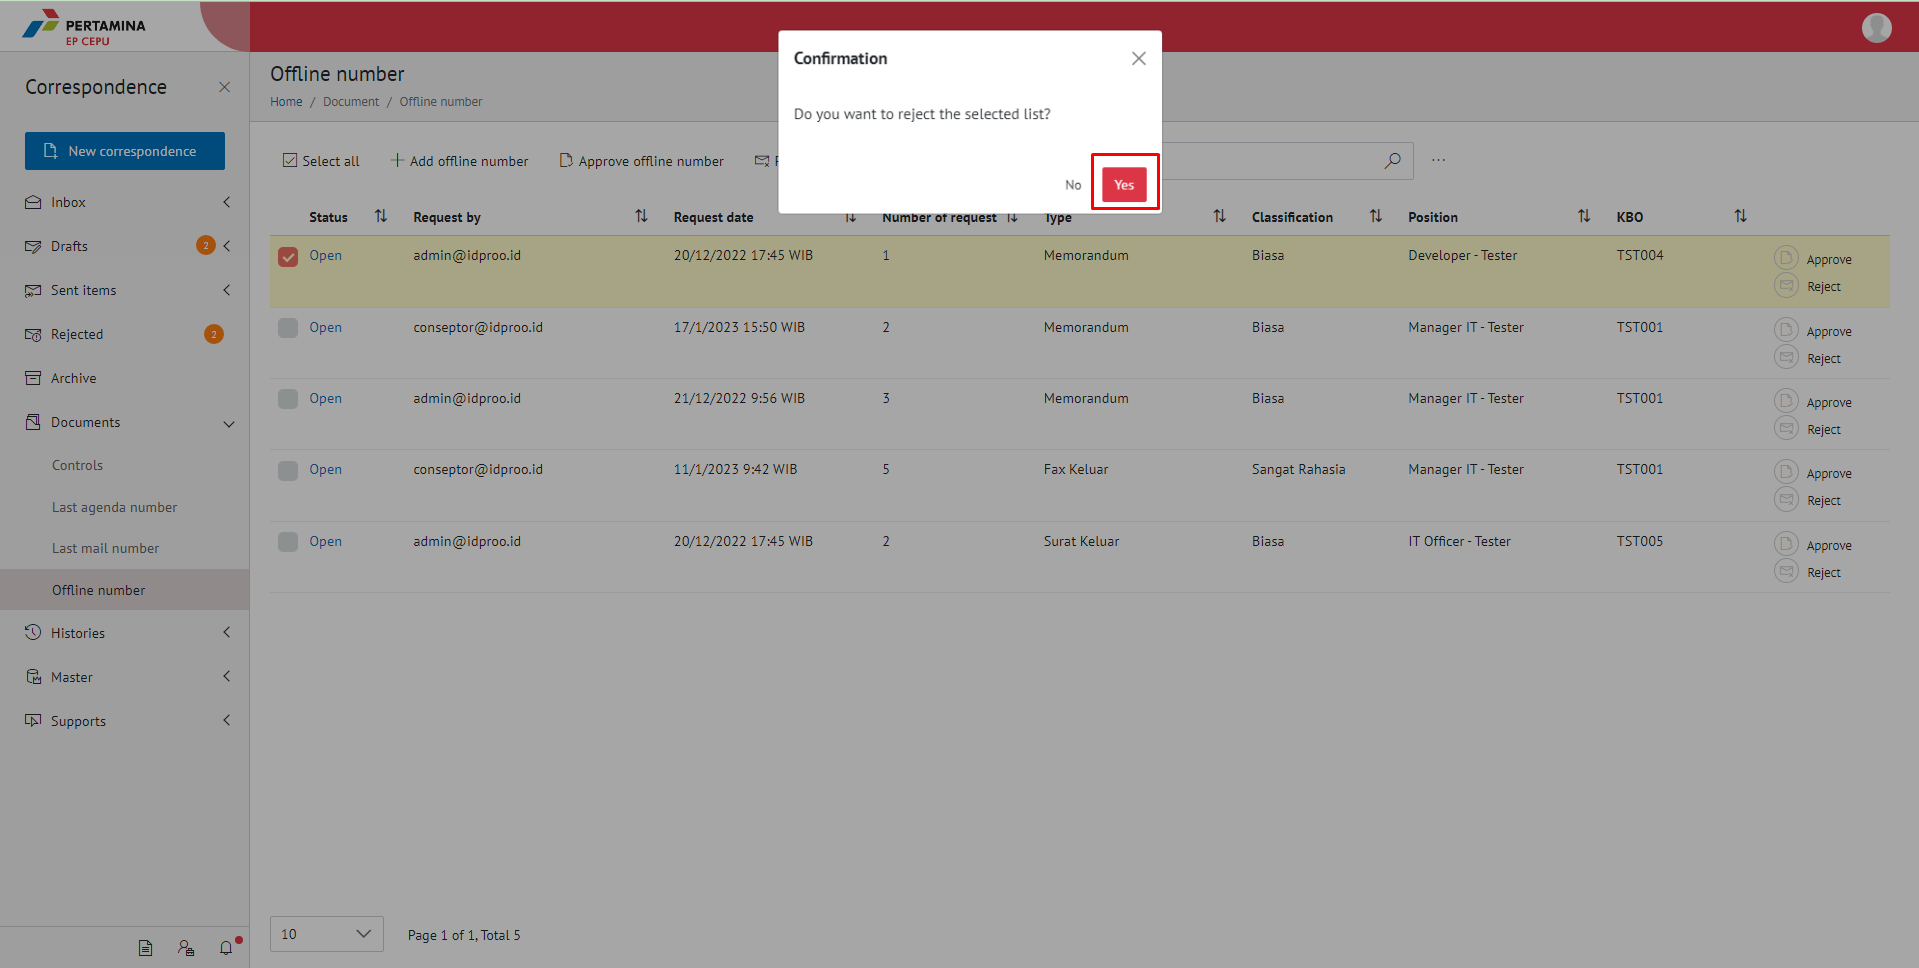 PERTAMINA
EP CEPU
Correspondence
New correspondence
Inbox
Drafts 2
Sent items
Rejected 2
Archive
Documents
Controls
Last agenda number
Last mail number
Offline number
Histories
Master
Supports
Offline number
Home / Document / Offline number
Confirmation
Do you want to reject the selected list?
No Yes
Select all Add offline number Approve offline number
Status Request by Request date Number of request Type Classification Position KBO
Open admin@idproo.id 20/12/2022 17:45 WIB 1 Memorandum Biasa Developer - Tester TST004 Approve
Reject
Open conseptor@idproo.id 17/1/2023 15:50 WIB 2 Memorandum Biasa Manager IT - Tester TST001 Approve
Reject
Open admin@idproo.id 21/12/2022 9:56 WIB 3 Memorandum Biasa Manager IT - Tester TST001 Approve
Reject
Open conseptor@idproo.id 11/1/2023 9:42 WIB 5 Fax Keluar Sangat Rahasia Manager IT - Tester TST001 Approve
Reject
Open admin@idproo.id 20/12/2022 17:45 WIB 2 Surat Keluar Biasa IT Officer - Tester TST005 Approve
Reject
10 Page 1 of 1, Total 5